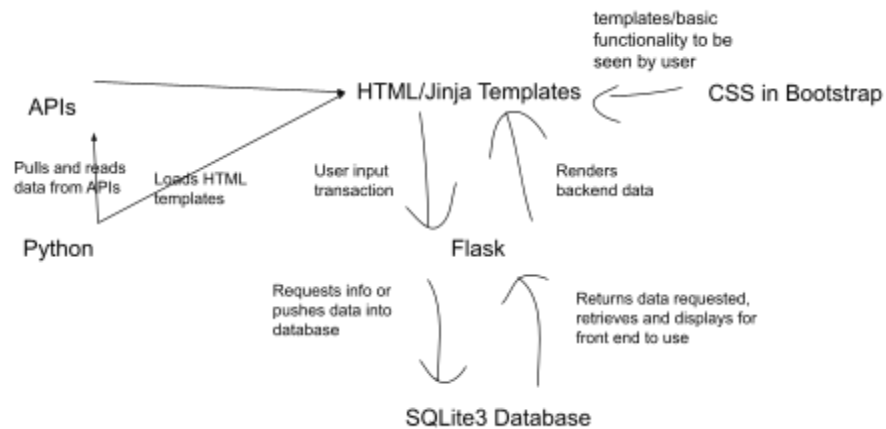 templates/basic
functionality to be
seen by user
HTML/Jinja Templates
CSS in Bootstrap
APIs
Pulls and reads
data from APIs
Loads HTML
templates
User input
transaction
Renders
backend data
Python
Flask
Requests info or
pushes data into
database
Returns data requested,
retrieves and displays for
front end to use
SQLite3 Database